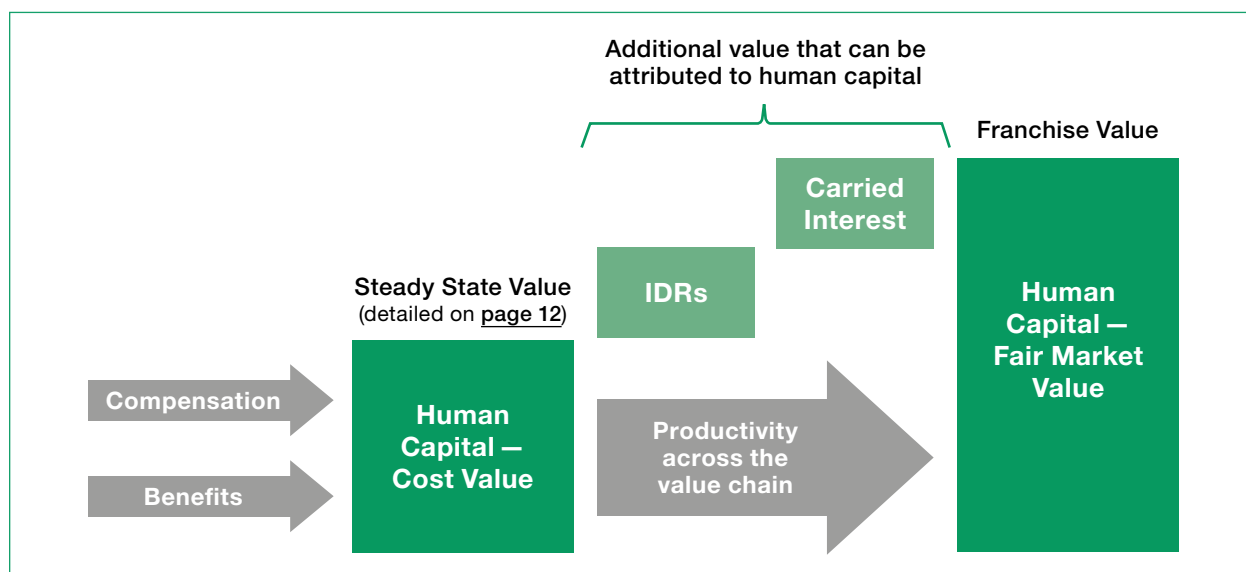 Additional value that can be
attributed to human capital
Franchise Value
Carried
Interest
IDRs
Steady State Value
(detailed on page 12)
Human
Capital —
Fair Market
Value
Compensation
Benefits
Human
Capital —
Cost Value
Productivity
across the
value chain